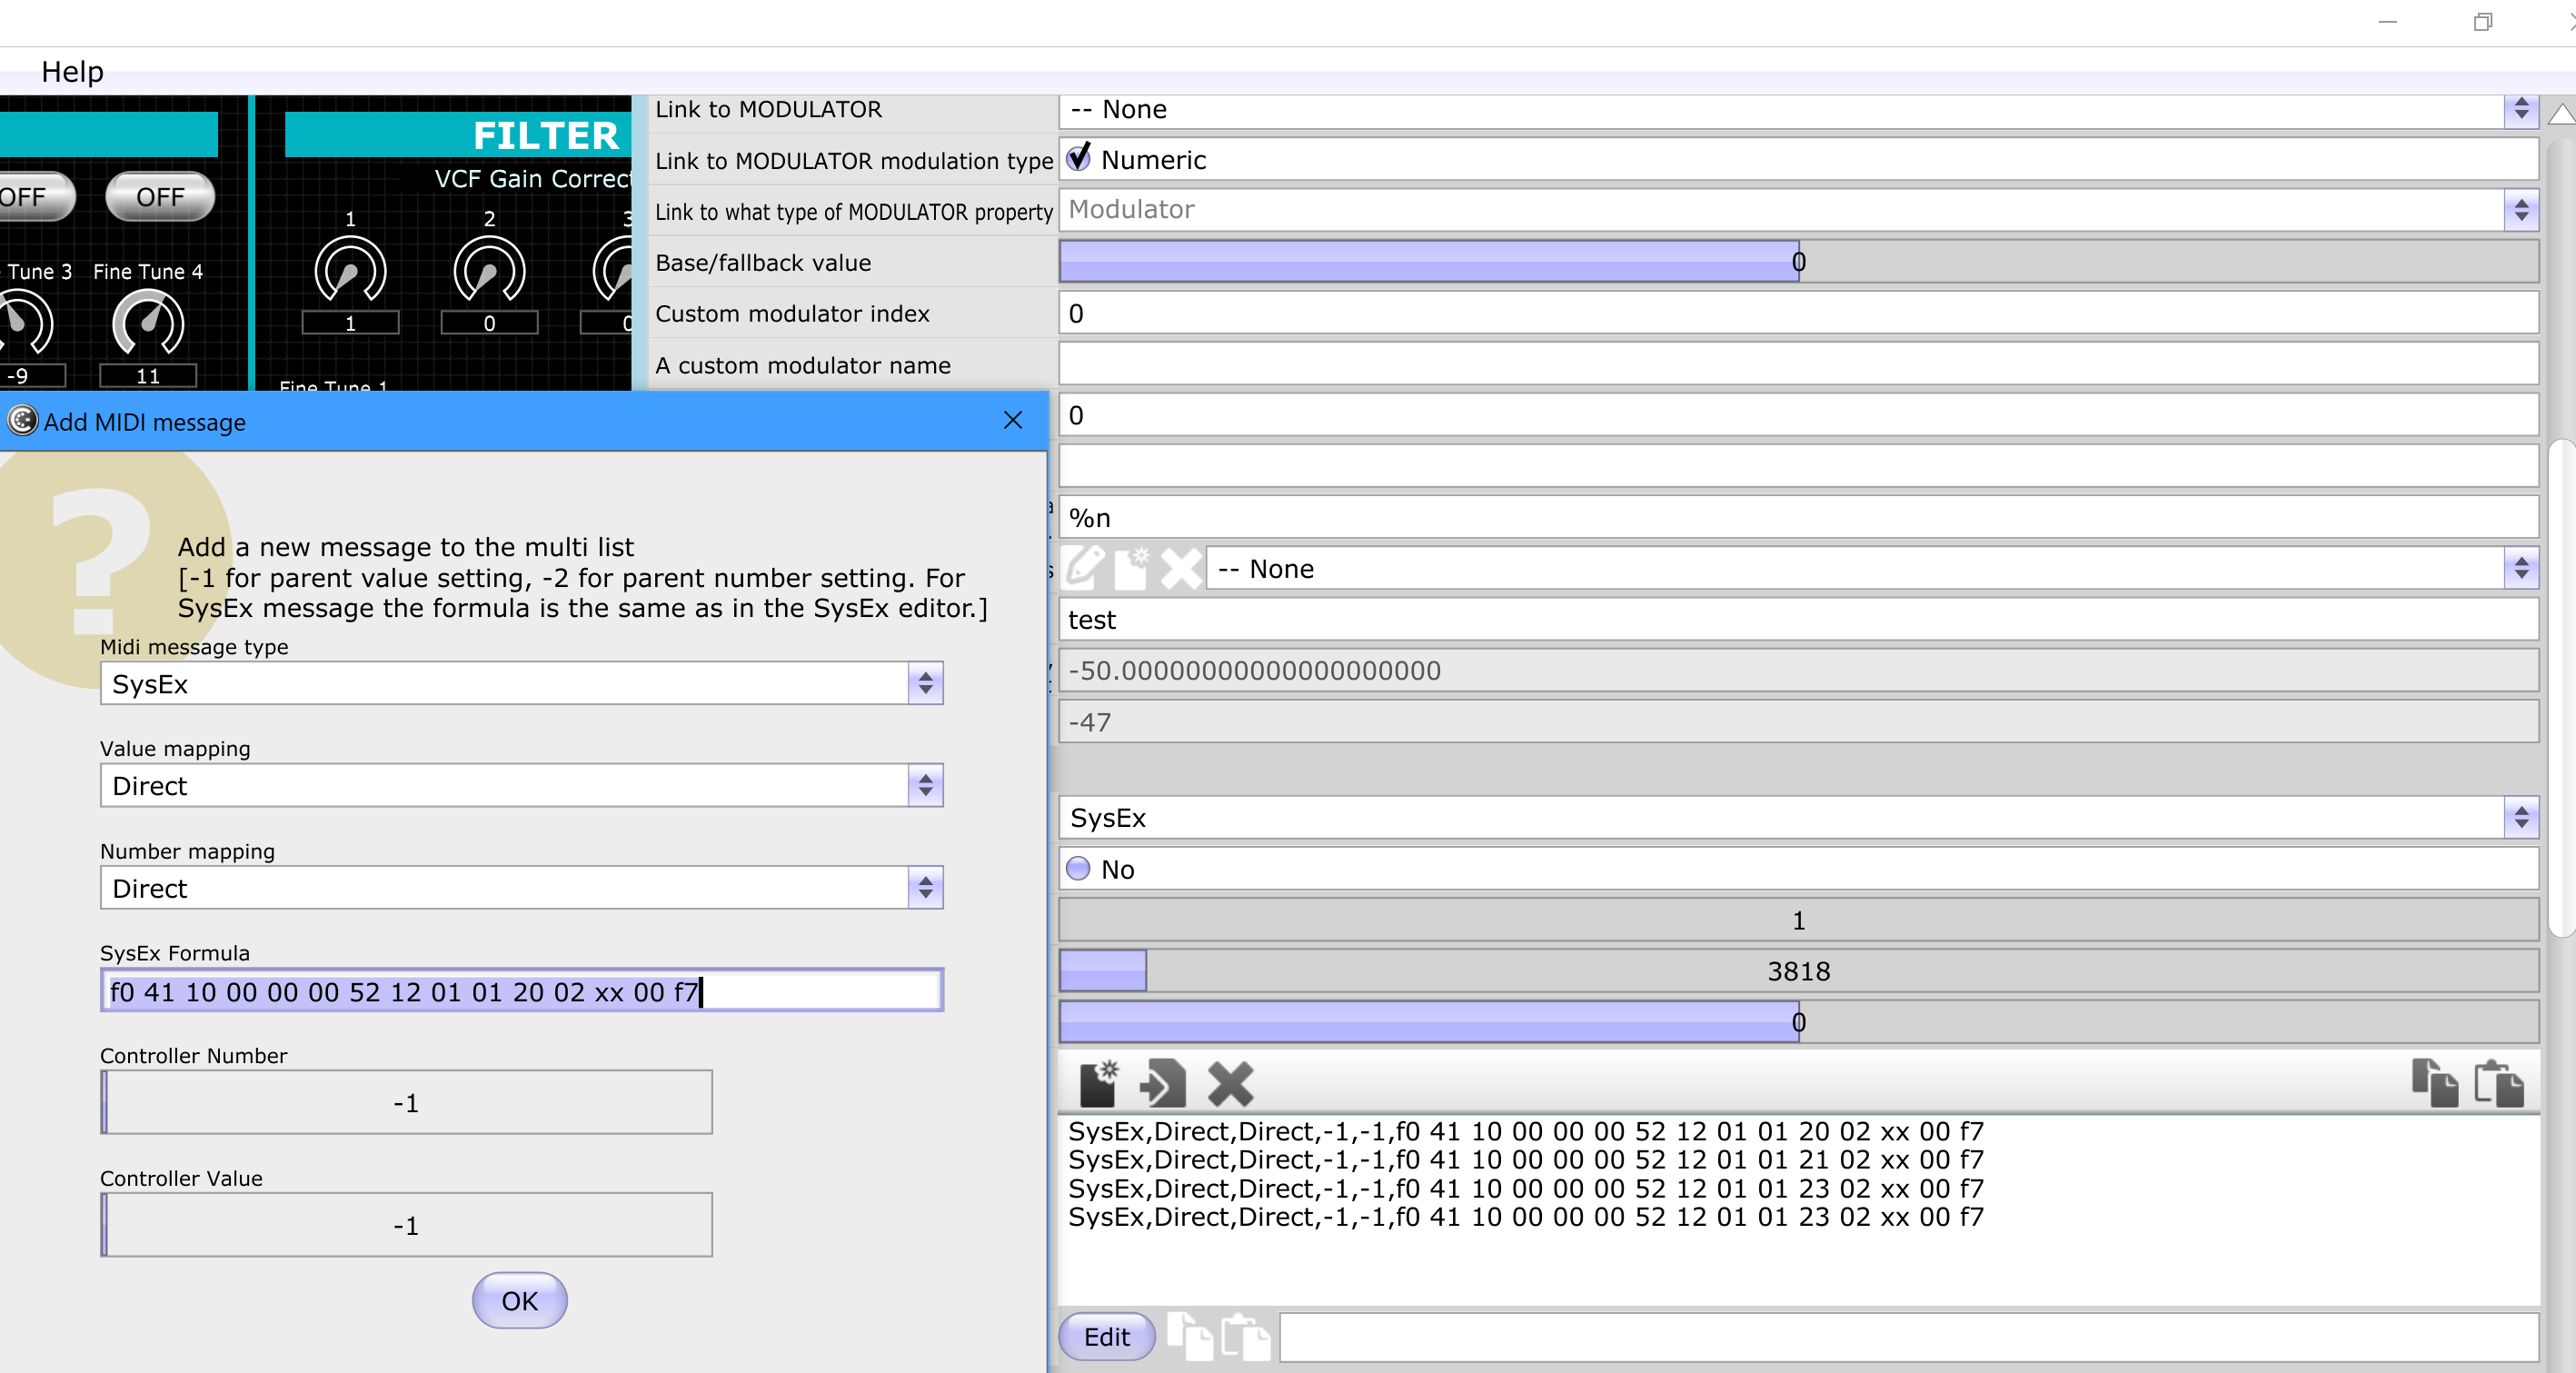 Help
FILTER
VCF Gain Correct
OFF
OFF
1
2
3
Tune 3
Fine Tune 4
1
0
0
-9
11
Fine Tune 1
Link to MODULATOR
-- None
Link to MODULATOR modulation type
Numeric
Link to what type of MODULATOR property
Modulator
Base/fallback value
0
Custom modulator index
0
A custom modulator name
0
%n
-- None
test
-50.00000000000000000000
-47
SysEx
No
1
3818
0
SysEx,Direct,Direct,-1,-1,f0 41 10 00 00 00 52 12 01 01 20 02 xx 00 f7
SysEx,Direct,Direct,-1,-1,f0 41 10 00 00 00 52 12 01 01 21 02 xx 00 f7
SysEx,Direct,Direct,-1,-1,f0 41 10 00 00 00 52 12 01 01 23 02 xx 00 f7
SysEx,Direct,Direct,-1,-1,f0 41 10 00 00 00 52 12 01 01 23 02 xx 00 f7
Edit
Add MIDI message
?
Add a new message to the multi list
[-1 for parent value setting, -2 for parent number setting. For
SysEx message the formula is the same as in the SysEx editor.]
Midi message type
SysEx
Value mapping
Direct
Number mapping
Direct
SysEx Formula
f0 41 10 00 00 00 52 12 01 01 20 02 xx 00 f7
Controller Number
-1
Controller Value
-1
OK